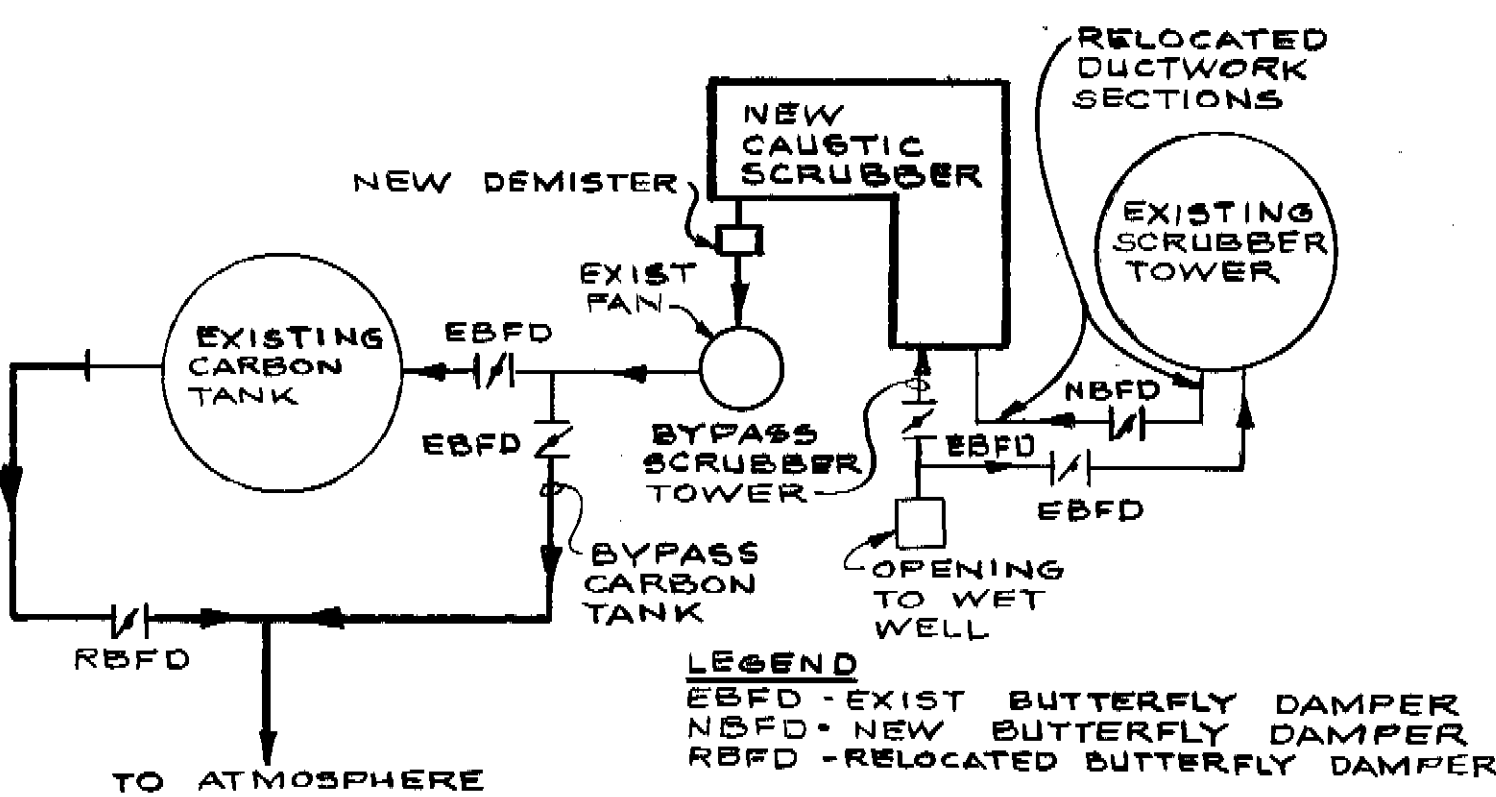 RELOCATED
DUCTWORK
SECTIONS
NEW
CAUSTIC
SCRUBBER
NEW DEMISTER
EXISTING
SCRUBBER
TOWER
EXIST
FAN
EXISTING
CARBON
TANK
EBFD
NBFD
EBFD
BYPASS
SCRUBBER
TOWER
EBFD
EBFD
BYPASS
CARBON
TANK
OPENING
TO WET
WELL
RBFD
LEGEND
EBFD - EXIST BUTTERFLY DAMPER
NBFD - NEW BUTTERFLY DAMPER
RBFD - RELOCATED BUTTERFLY DAMPER
TO ATMOSPHERE